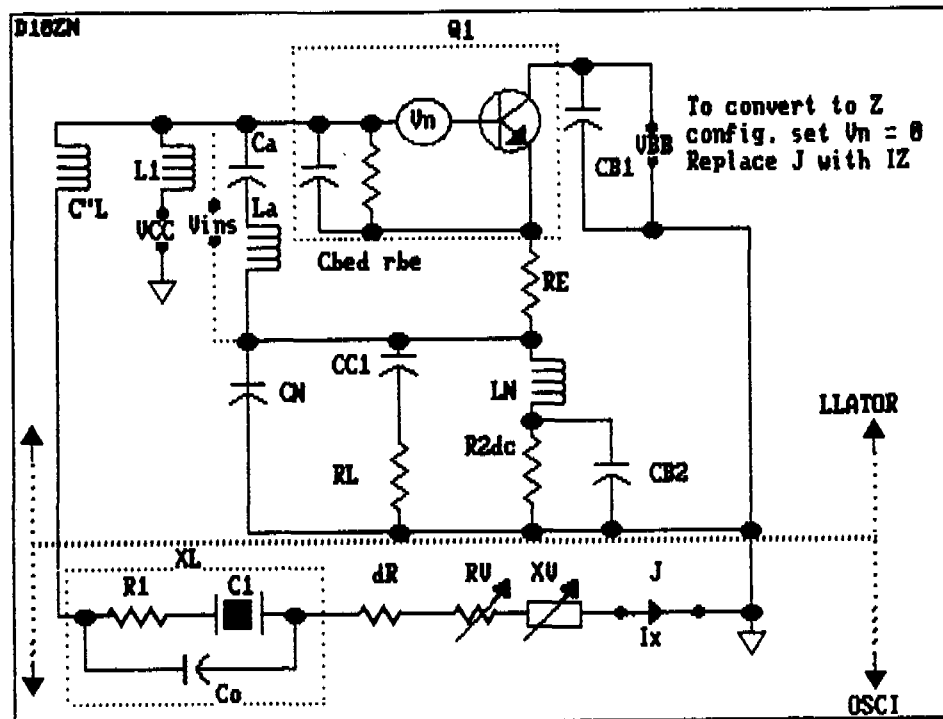 D18ZN
Q1
Vn
To convert to Z
config, set Vn = 0
Replace J with IZ
Ca
CB1
VBB
L1
C"L
VCC
Vins
La
Cbed rbe
RE
CC1
CN
LN
LLATOR
R2dc
RL
CB2
XL
R1
C1
dR
RV
XV
J
Ix
Co
OSCI